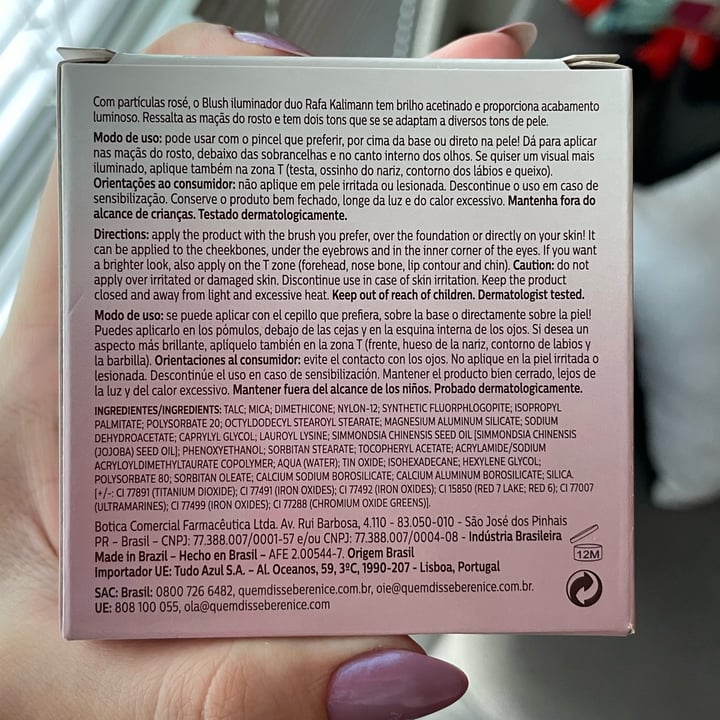 Com partículas rosé, o Blush iluminador duo Rafa Kalimann tem brilho acetinado e proporciona acabamento
luminoso. Ressalta as maçãs do rosto e tem dois tons que se se adaptam a diversos tons de pele.
Modo de uso: pode usar com o pincel que preferir, por cima da base ou direto na pele! Dá para aplicar
nas maçãs do rosto, debaixo das sobrancelhas e no canto interno dos olhos. Se quiser um visual mais
iluminado, aplique também na zona T (testa, ossinho do nariz, contorno dos lábios e queixo).
Orientações ao consumidor: não aplique em pele irritada ou lesionada. Descontinue o uso em caso de
sensibilização. Conserve o produto bem fechado, longe da luz e do calor excessivo. Mantenha fora do
alcance de crianças. Testado dermatologicamente.
Directions: apply the product with the brush you prefer, over the foundation or directly on your skin! It
can be applied to the cheekbones, under the eyebrows and in the inner corner of the eyes. If you want
a brighter look, also apply on the T zone (forehead, nose bone, lip contour and chin). Caution: do not
apply over irritated or damaged skin. Discontinue use in case of skin irritation. Keep the product
closed and away from light and excessive heat. Keep out of reach of children. Dermatologist tested.
Modo de uso: se puede aplicar con el cepillo que prefiera, sobre la base o directamente sobre la piel!
Puedes aplicarlo en los pómulos, debajo de las cejas y en la esquina interna de los ojos. Si desea un
aspecto más brillante, aplíquelo también en la zona T (frente, hueso de la nariz, contorno de labios y
la barbilla). Orientaciones al consumidor: evite el contacto con los ojos. No aplique en la piel irritada o
lesionada. Descontinúe el uso en caso de sensibilización. Mantener el producto bien cerrado, lejos de
la luz y del calor excesivo. Mantener fuera del alcance de los niños. Probado dermatologicamente.
INGREDIENTES/INGREDIENTS: TALC; MICA; DIMETHICONE; NYLON-12; SYNTHETIC FLUORPHLOGOPITE; ISOPROPYL
PALMITATE; POLYSORBATE 20; OCTYLDODECYL STEAROYL STEARATE; MAGNESIUM ALUMINUM SILICATE; SODIUM
DEHYDROACETATE; CAPRYLYL GLYCOL; LAUROYL LYSINE; SIMMONDSIA CHINENSIS SEED OIL [SIMMONDSIA CHINENSIS
(JOJOBA) SEED OIL]; PHENOXYETHANOL; SORBITAN STEARATE; TOCOPHERYL ACETATE; ACRYLAMIDE/SODIUM
ACRYLOYLDIMETHYLTAURATE COPOLYMER; AQUA (WATER); TIN OXIDE; ISOHEXADECANE; HEXYLENE GLYCOL;
POLYSORBATE 80; SORBITAN OLEATE; CALCIUM SODIUM BOROSILICATE; CALCIUM ALUMINUM BOROSILICATE; SILICA.
[+/-: CI 77891 (TITANIUM DIOXIDE); CI 77491 (IRON OXIDES); CI 77492 (IRON OXIDES); CI 15850 (RED 7 LAKE; RED 6); CI 77007
(ULTRAMARINES); CI 77499 (IRON OXIDES); CI 77288 (CHROMIUM OXIDE GREENS)].
Botica Comercial Farmacêutica Ltda. Av. Rui Barbosa, 4.110 - 83.050-010 - São José dos Pinhais
PR – Brasil – CNPJ: 77.388.007/0001-57 e/ou CNPJ: 77.388.007/0004-08 - Indústria Brasileira
Made in Brazil – Hecho en Brasil – AFE 2.00544-7. Origem Brasil
Importador UE: Tudo Azul S.A. – Al. Oceanos, 59, 3ºC, 1990-207 - Lisboa, Portugal
12M
SAC: Brasil: 0800 726 6482, quemdisseberenice.com.br, oie@quemdisseberenice.com.br.
UE: 808 100 055, ola@quemdisseberenice.com